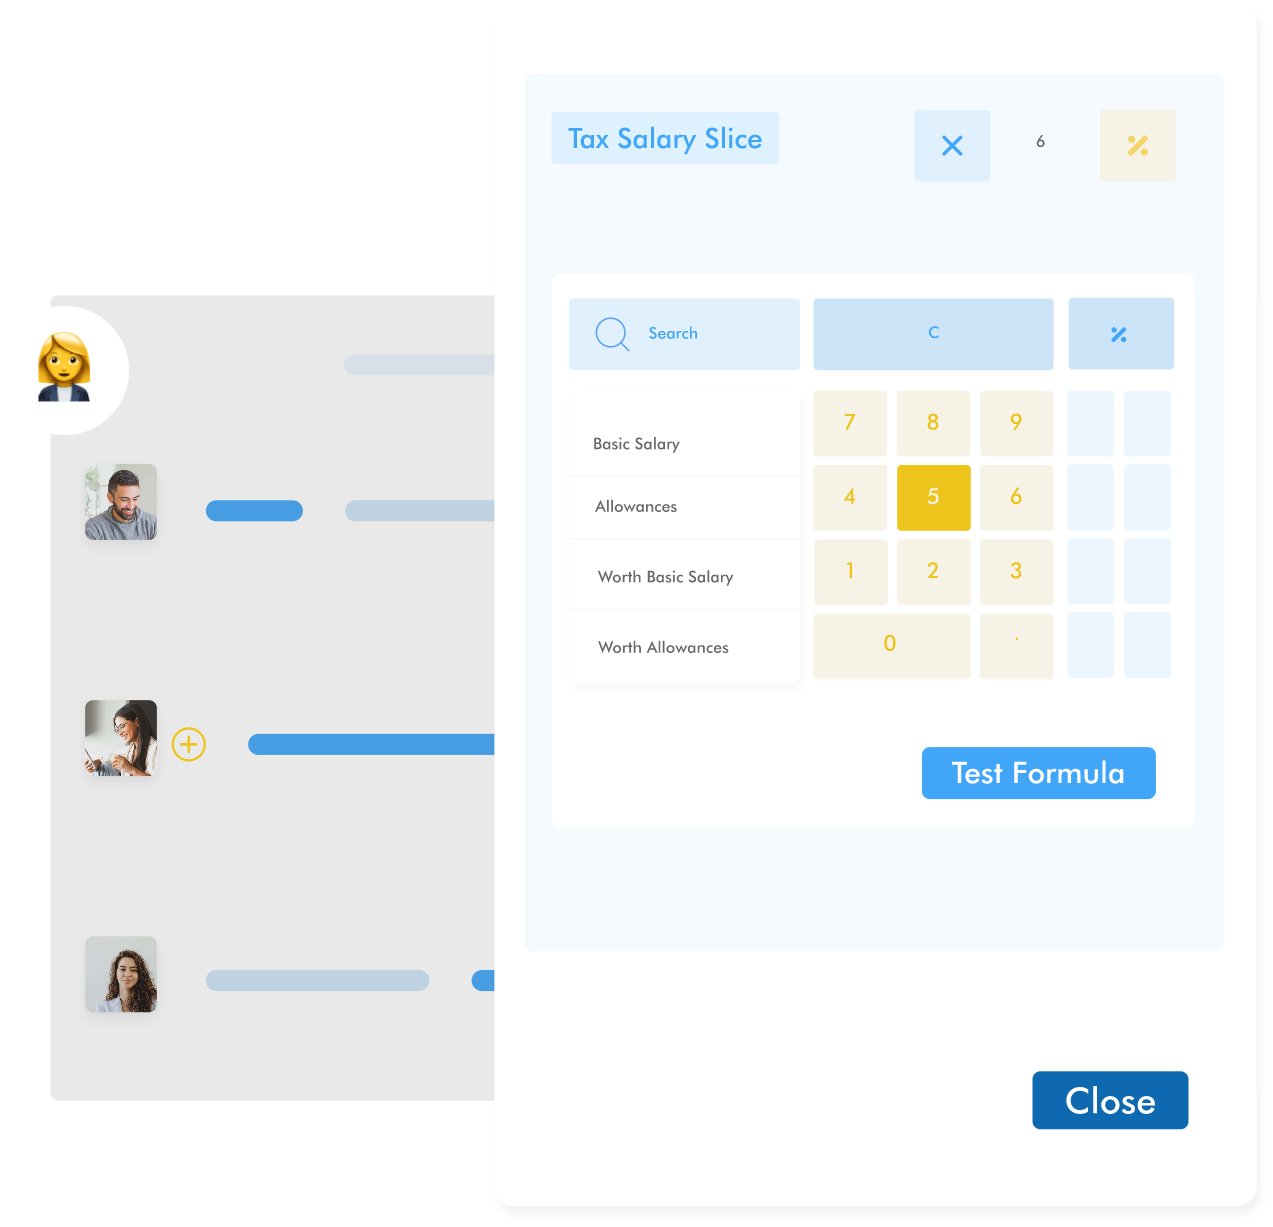 Tax Salary Slice × 6 %
Search C %
Basic Salary
Allowances
Worth Basic Salary
Worth Allowances
7 8 9
4 5 6
1 2 3
0 .
Test Formula
Close